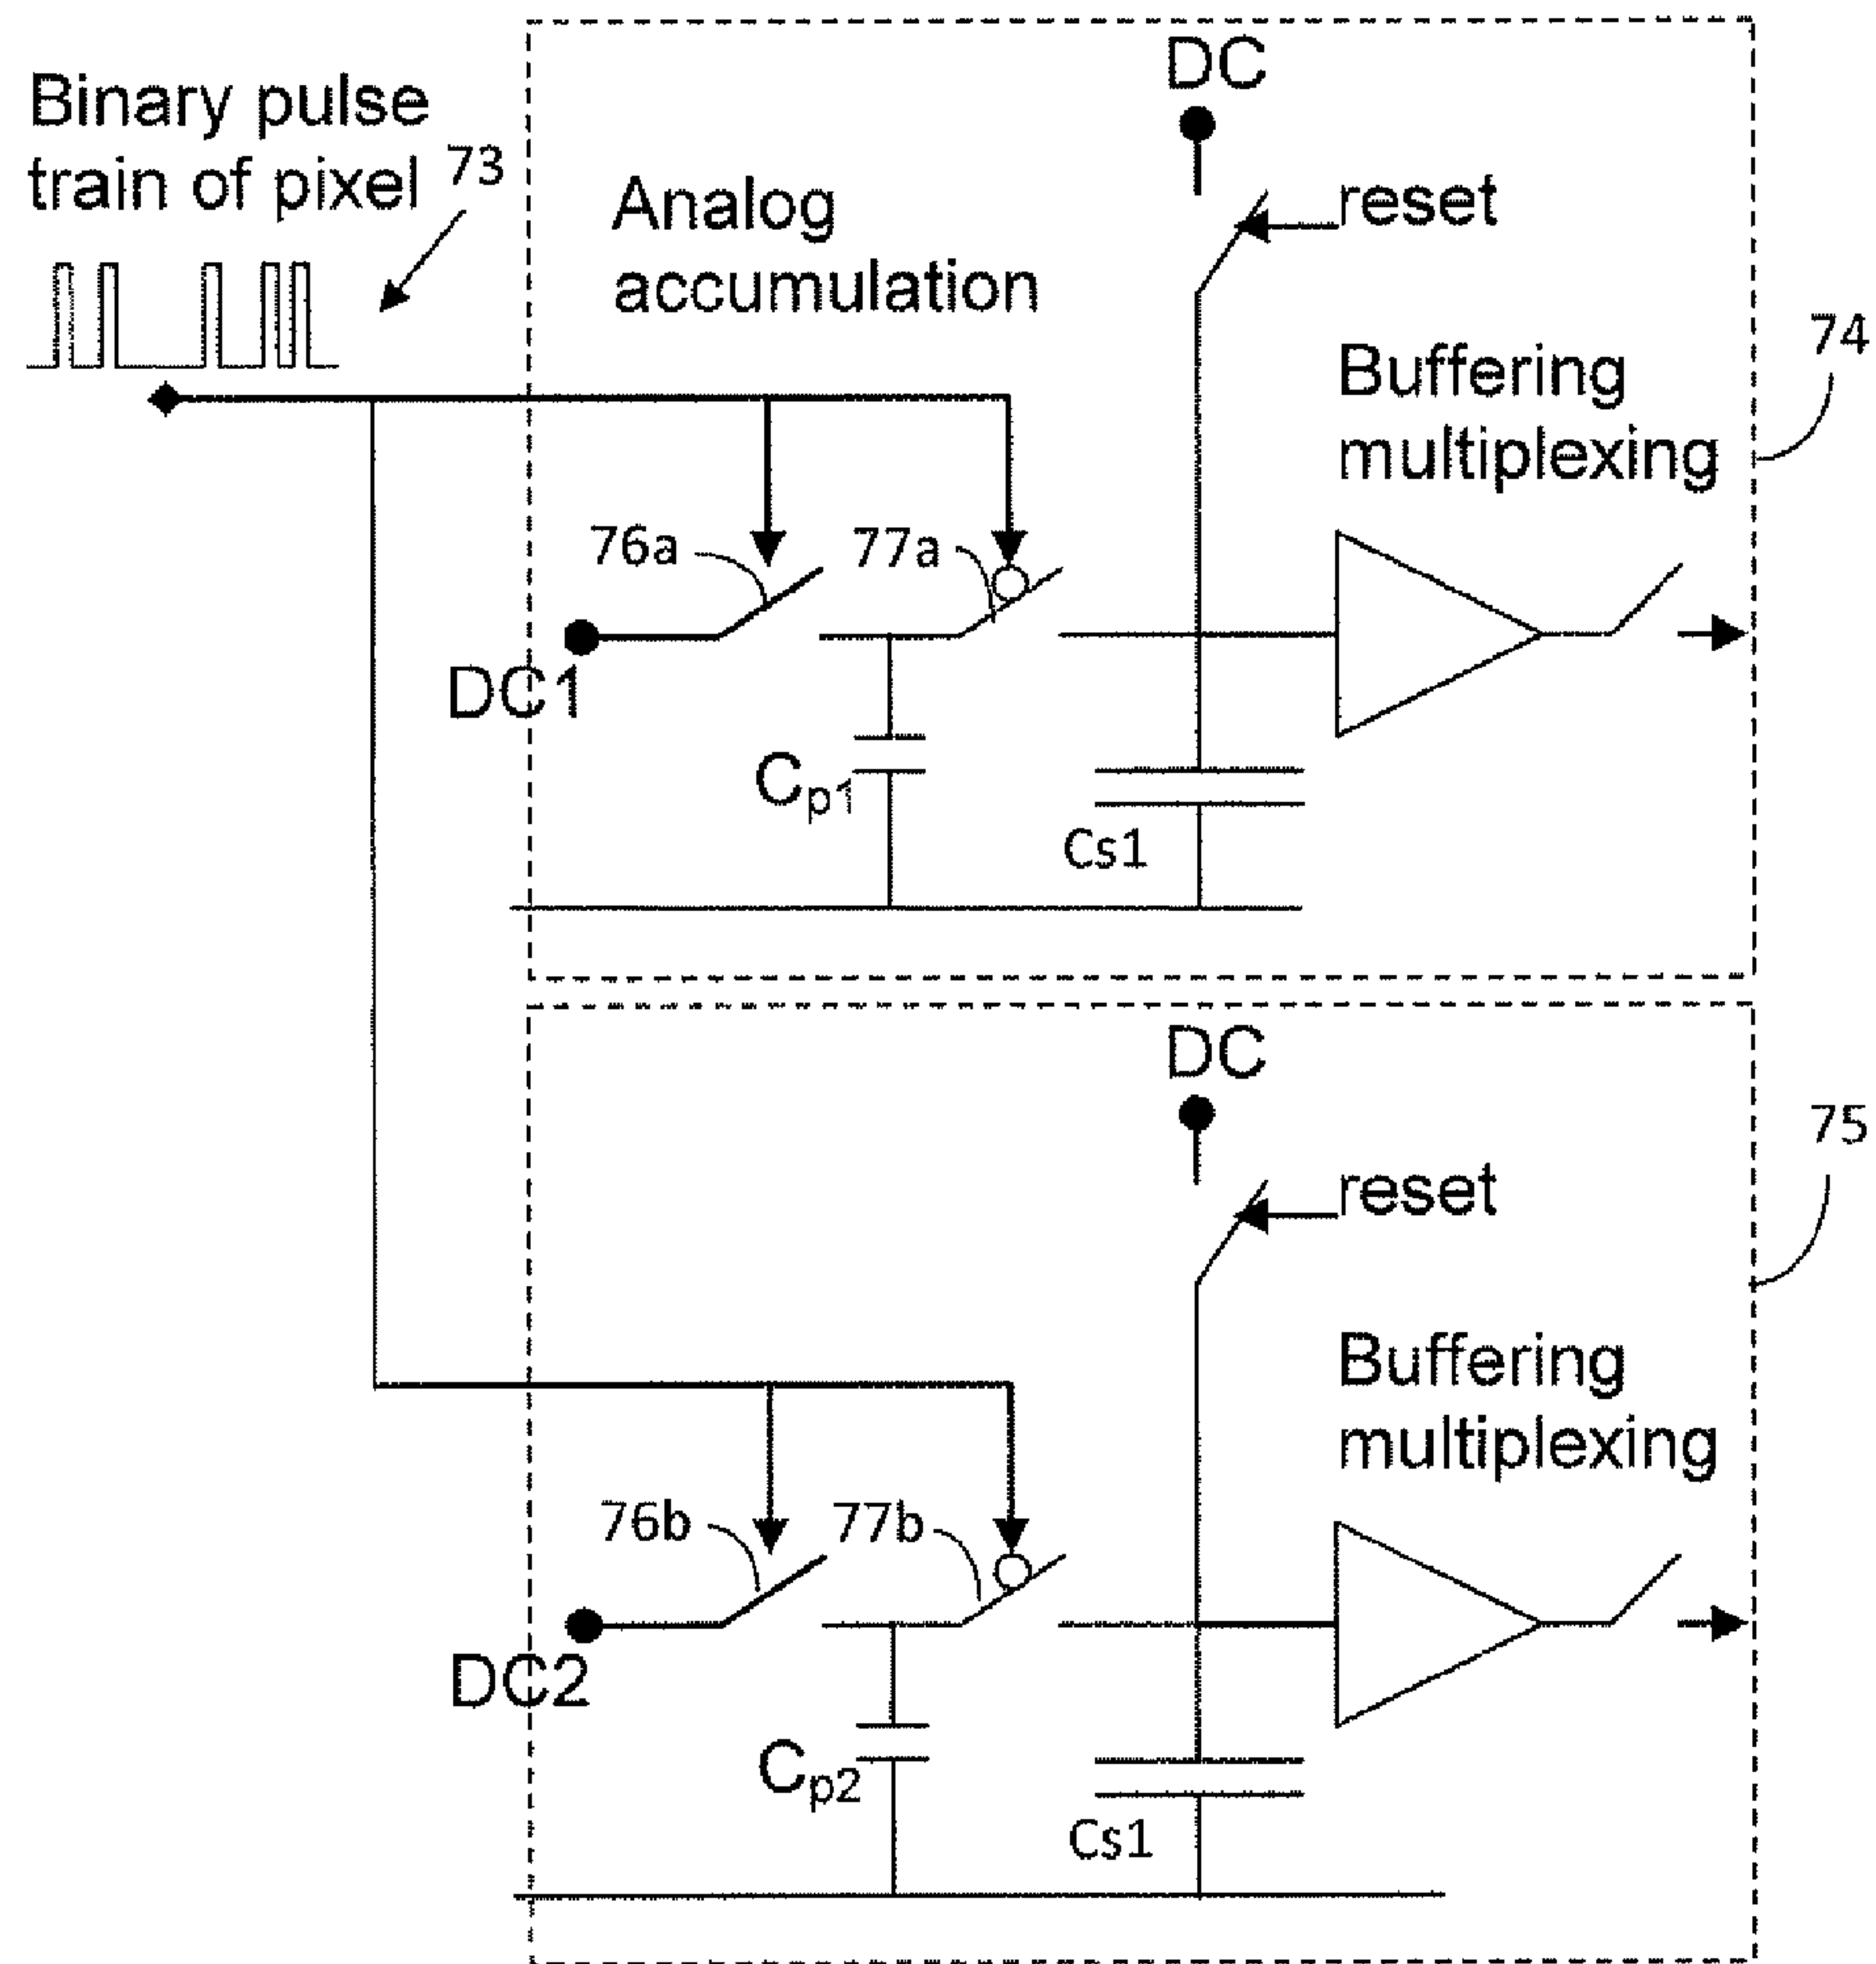 Binary pulse
train of pixel
73
DC
Analog
accumulation
reset
74
Buffering
multiplexing
76a
77a
DC1
Cp1
Cs1
DC
75
reset
Buffering
multiplexing
76b
77b
DC2
Cp2
Cs1